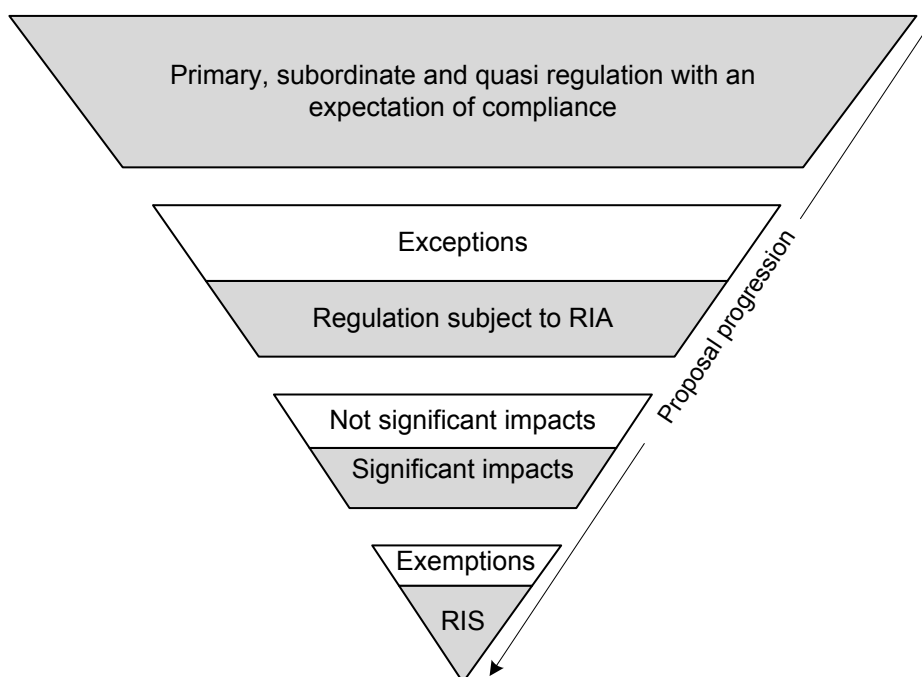 Primary, subordinate and quasi regulation with an
expectation of compliance
Exceptions
Regulation subject to RIA
Not significant impacts
Significant impacts
Exemptions
RIS
Proposal progression